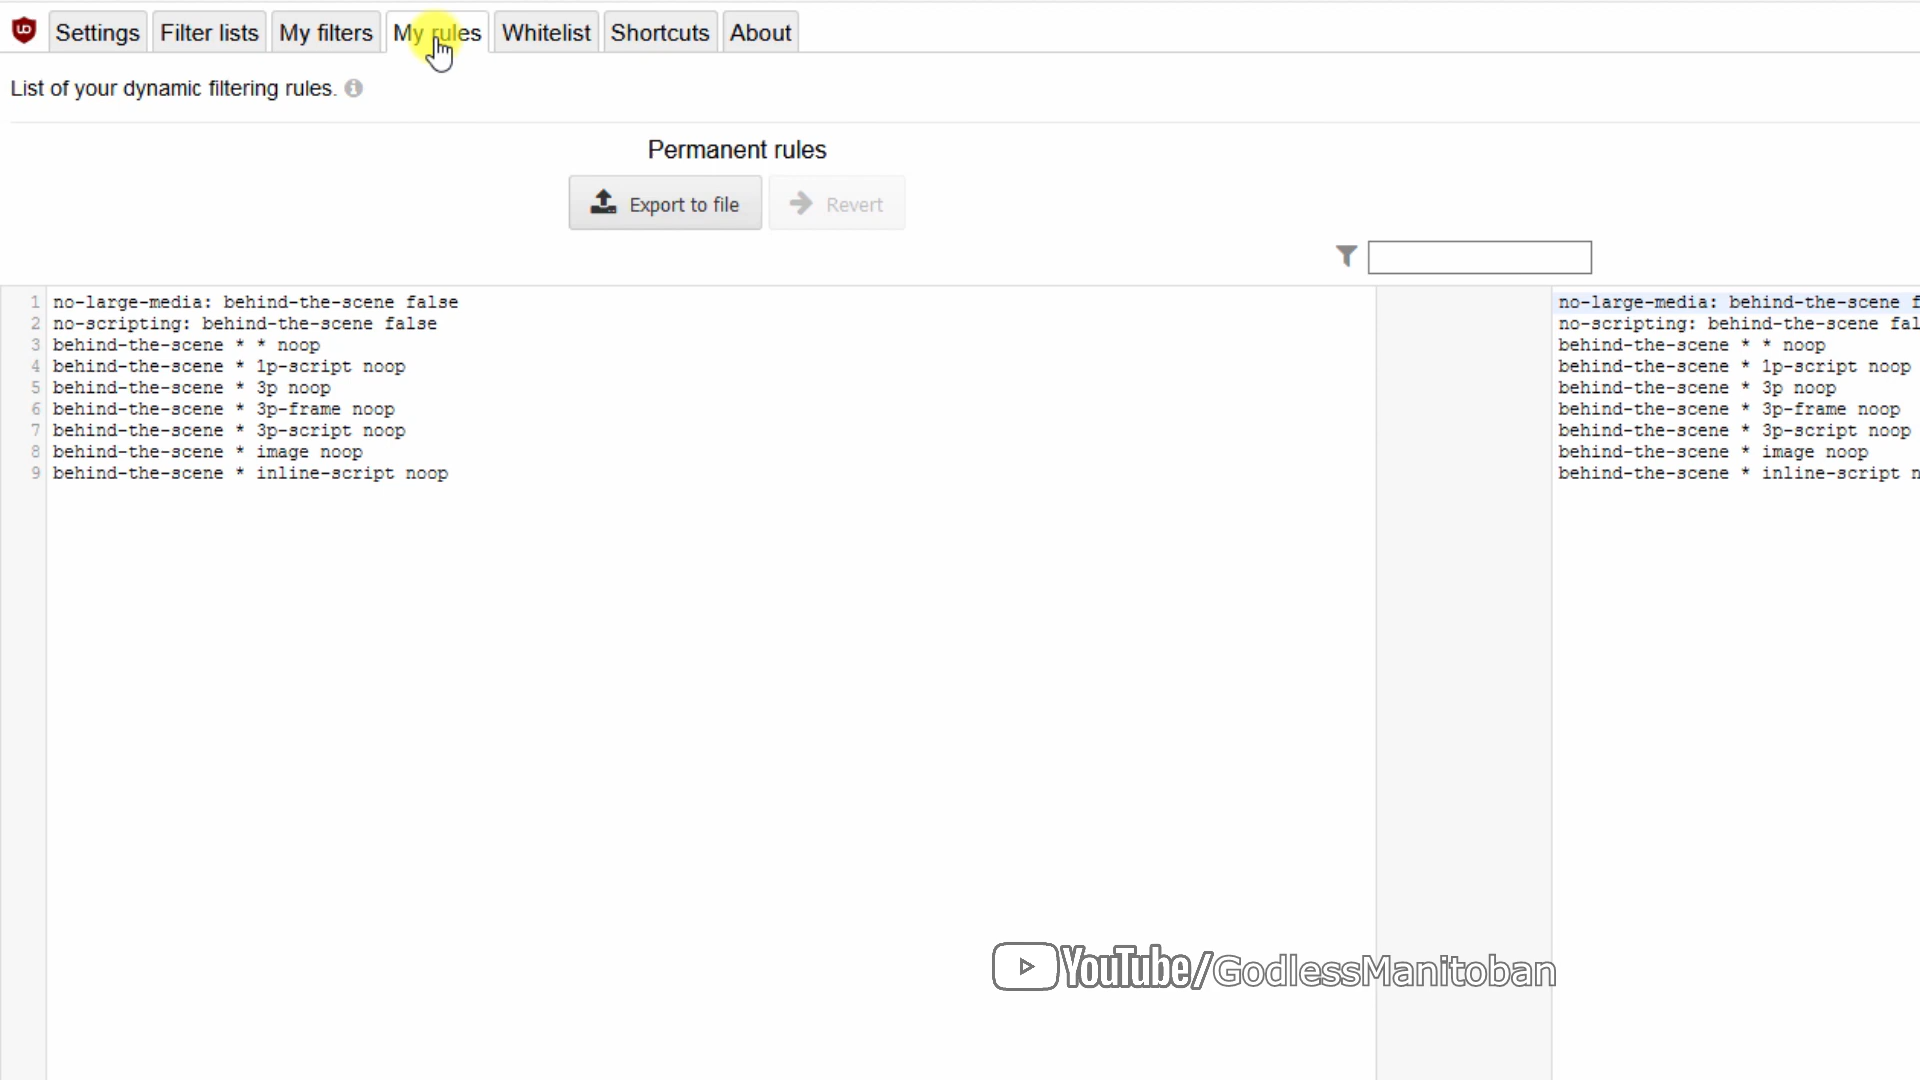 Settings Filter lists My filters My rules Whitelist Shortcuts About
List of your dynamic filtering rules.
Permanent rules
Export to file Revert
1 no-large-media: behind-the-scene false
2 no-scripting: behind-the-scene false
3 behind-the-scene * * noop
4 behind-the-scene * 1p-script noop
5 behind-the-scene * 3p noop
6 behind-the-scene * 3p-frame noop
7 behind-the-scene * 3p-script noop
8 behind-the-scene * image noop
9 behind-the-scene * inline-script noop
no-large-media: behind-the-scene f
no-scripting: behind-the-scene fal
behind-the-scene * * noop
behind-the-scene * 1p-script noop
behind-the-scene * 3p noop
behind-the-scene * 3p-frame noop
behind-the-scene * 3p-script noop
behind-the-scene * image noop
behind-the-scene * inline-script n
YouTube/GodlessManitoban